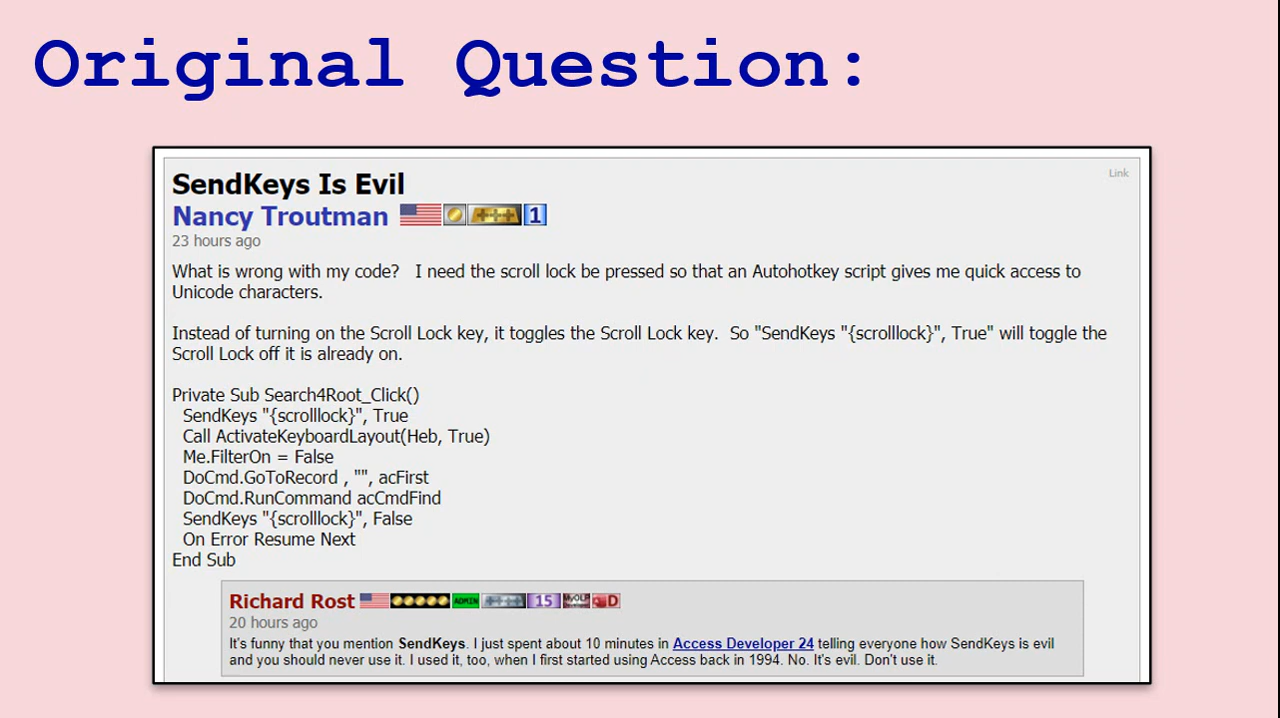 Original Question:
Link
SendKeys Is Evil
Nancy Troutman 1
23 hours ago
What is wrong with my code? I need the scroll lock be pressed so that an Autohotkey script gives me quick access to
Unicode characters.
Instead of turning on the Scroll Lock key, it toggles the Scroll Lock key. So "SendKeys "{scrolllock}", True" will toggle the
Scroll Lock off it is already on.
Private Sub Search4Root_Click()
SendKeys "{scrolllock}", True
Call ActivateKeyboardLayout(Heb, True)
Me.FilterOn = False
DoCmd.GoToRecord , "", acFirst
DoCmd.RunCommand acCmdFind
SendKeys "{scrolllock}", False
On Error Resume Next
End Sub
Richard Rost ADMIN 15 D
20 hours ago
It's funny that you mention SendKeys. I just spent about 10 minutes in Access Developer 24 telling everyone how SendKeys is evil
and you should never use it. I used it, too, when I first started using Access back in 1994. No. It's evil. Don't use it.